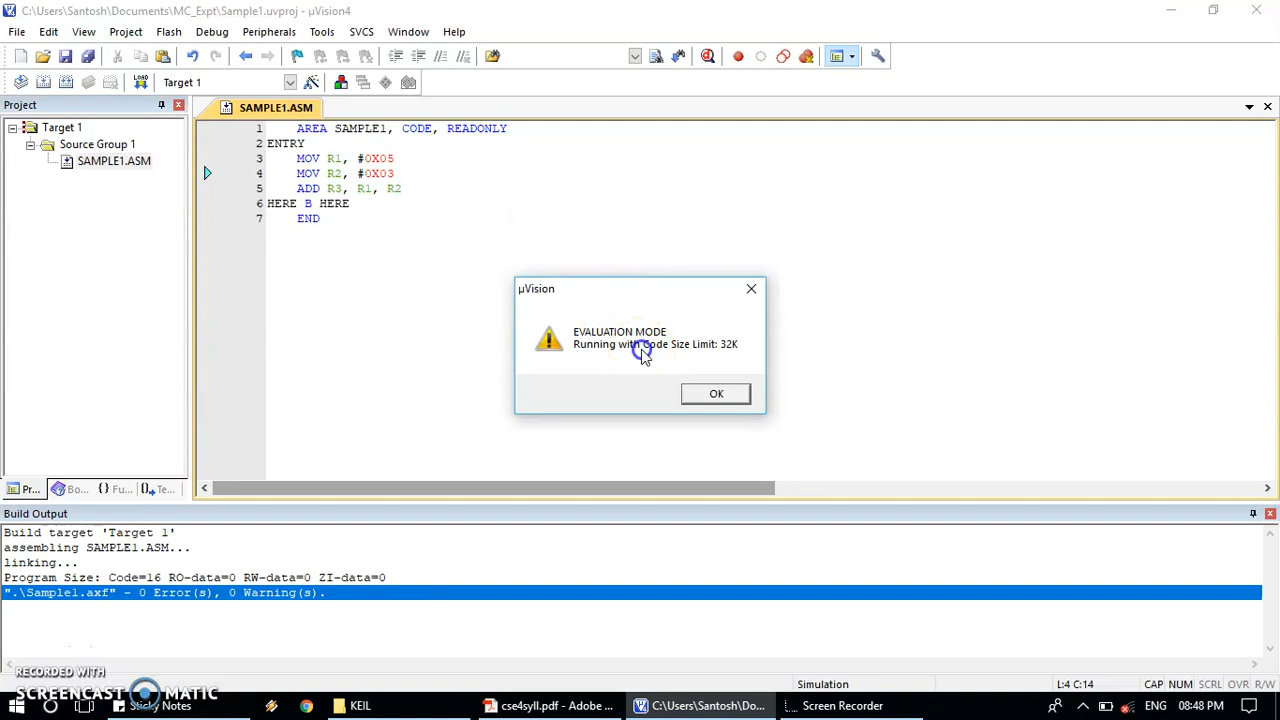 C:\Users\Santosh\Documents\MC_Expt\Sample1.uvproj - µVision4
File Edit View Project Flash Debug Peripherals Tools SVCS Window Help
LOAD Target 1
Project
SAMPLE1.ASM
Target 1
Source Group 1
SAMPLE1.ASM
1 AREA SAMPLE1, CODE, READONLY
2 ENTRY
3 MOV R1, #0X05
4 MOV R2, #0X03
5 ADD R3, R1, R2
6 HERE B HERE
7 END
µVision
EVALUATION MODE
Running with Code Size Limit: 32K
OK
Pr... Bo... {} Fu... Te...
Build Output
Build target 'Target 1'
assembling SAMPLE1.ASM...
linking...
Program Size: Code=16 RO-data=0 RW-data=0 ZI-data=0
".\Sample1.axf" - 0 Error(s), 0 Warning(s).
RECORDED WITH
SCREENCAST MATIC
Simulation L:4 C:14 CAP NUM SCRL OVR R/W
Sticky Notes KEIL cse4syll.pdf - Adobe ... C:\Users\Santosh\Do... Screen Recorder ENG 08:48 PM